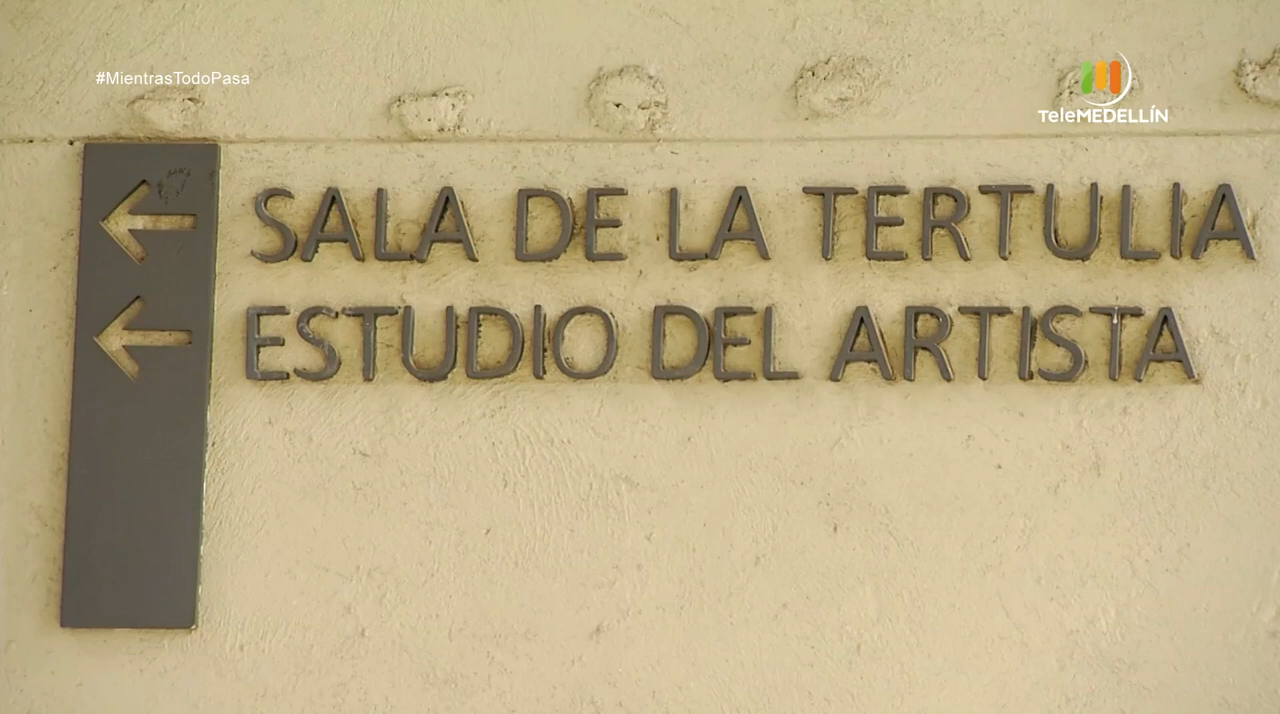 #MientrasTodoPasa
TeleMEDELLÍN
SALA DE LA TERTULIA
ESTUDIO DEL ARTISTA